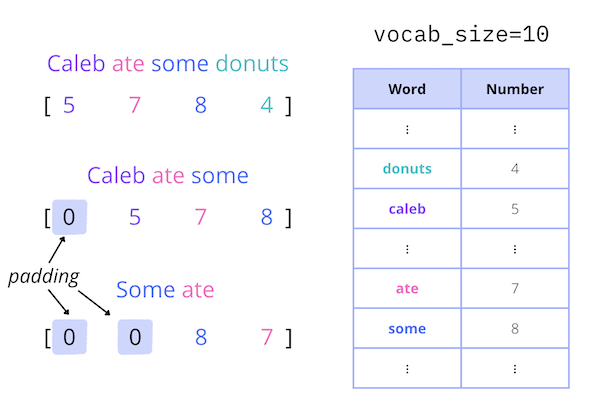 Caleb ate some donuts
[ 5 7 8 4 ]
Caleb ate some
[ 0 5 7 8 ]
padding
Some ate
[ 0 0 8 7 ]
vocab_size=10
Word Number
⋮ ⋮
donuts 4
caleb 5
⋮ ⋮
ate 7
some 8
⋮ ⋮